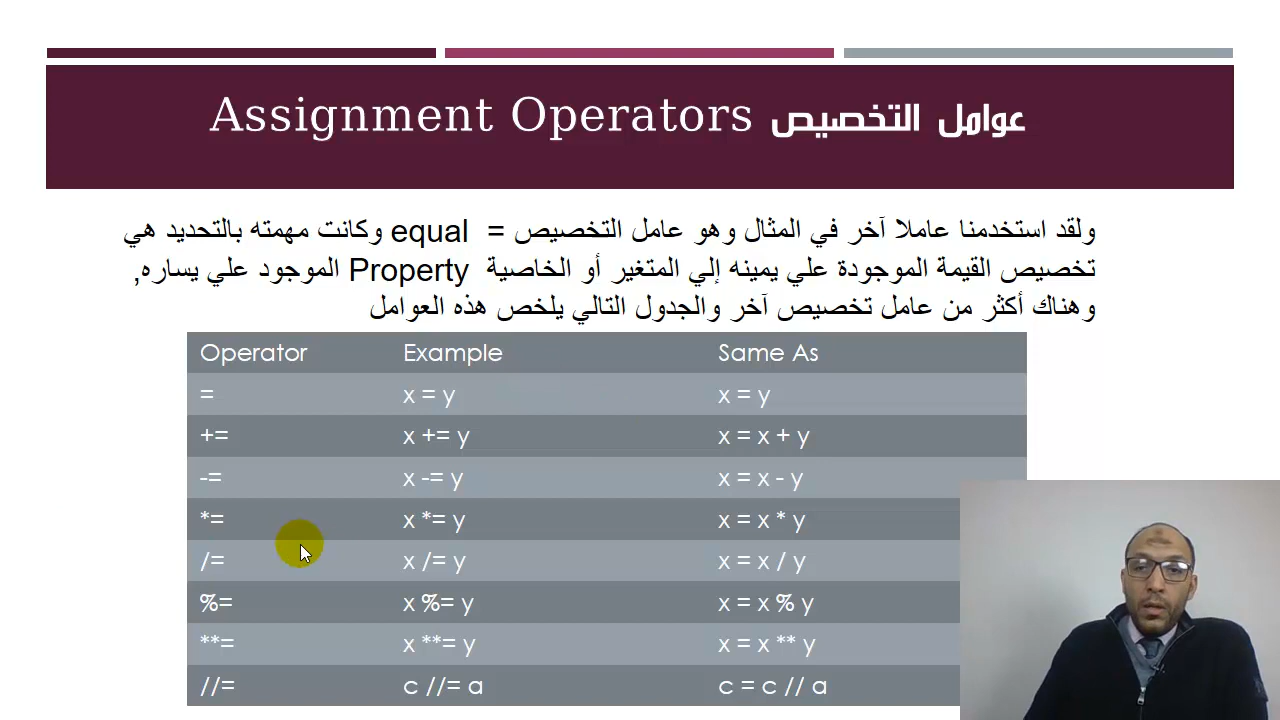 Assignment Operators عوامل التخصيص
ولقد استخدمنا عاملا آخر في المثال وهو عامل التخصيص = equal وكانت مهمته بالتحديد هي
تخصيص القيمة الموجودة علي يمينه إلي المتغير أو الخاصية Property الموجود علي يساره,
وهناك أكثر من عامل تخصيص آخر والجدول التالي يلخص هذه العوامل
Operator Example Same As
= x = y x = y
+= x += y x = x + y
-= x -= y x = x - y
*= x *= y x = x * y
/= x /= y x = x / y
%= x %= y x = x % y
**= x **= y x = x ** y
//= c //= a c = c // a